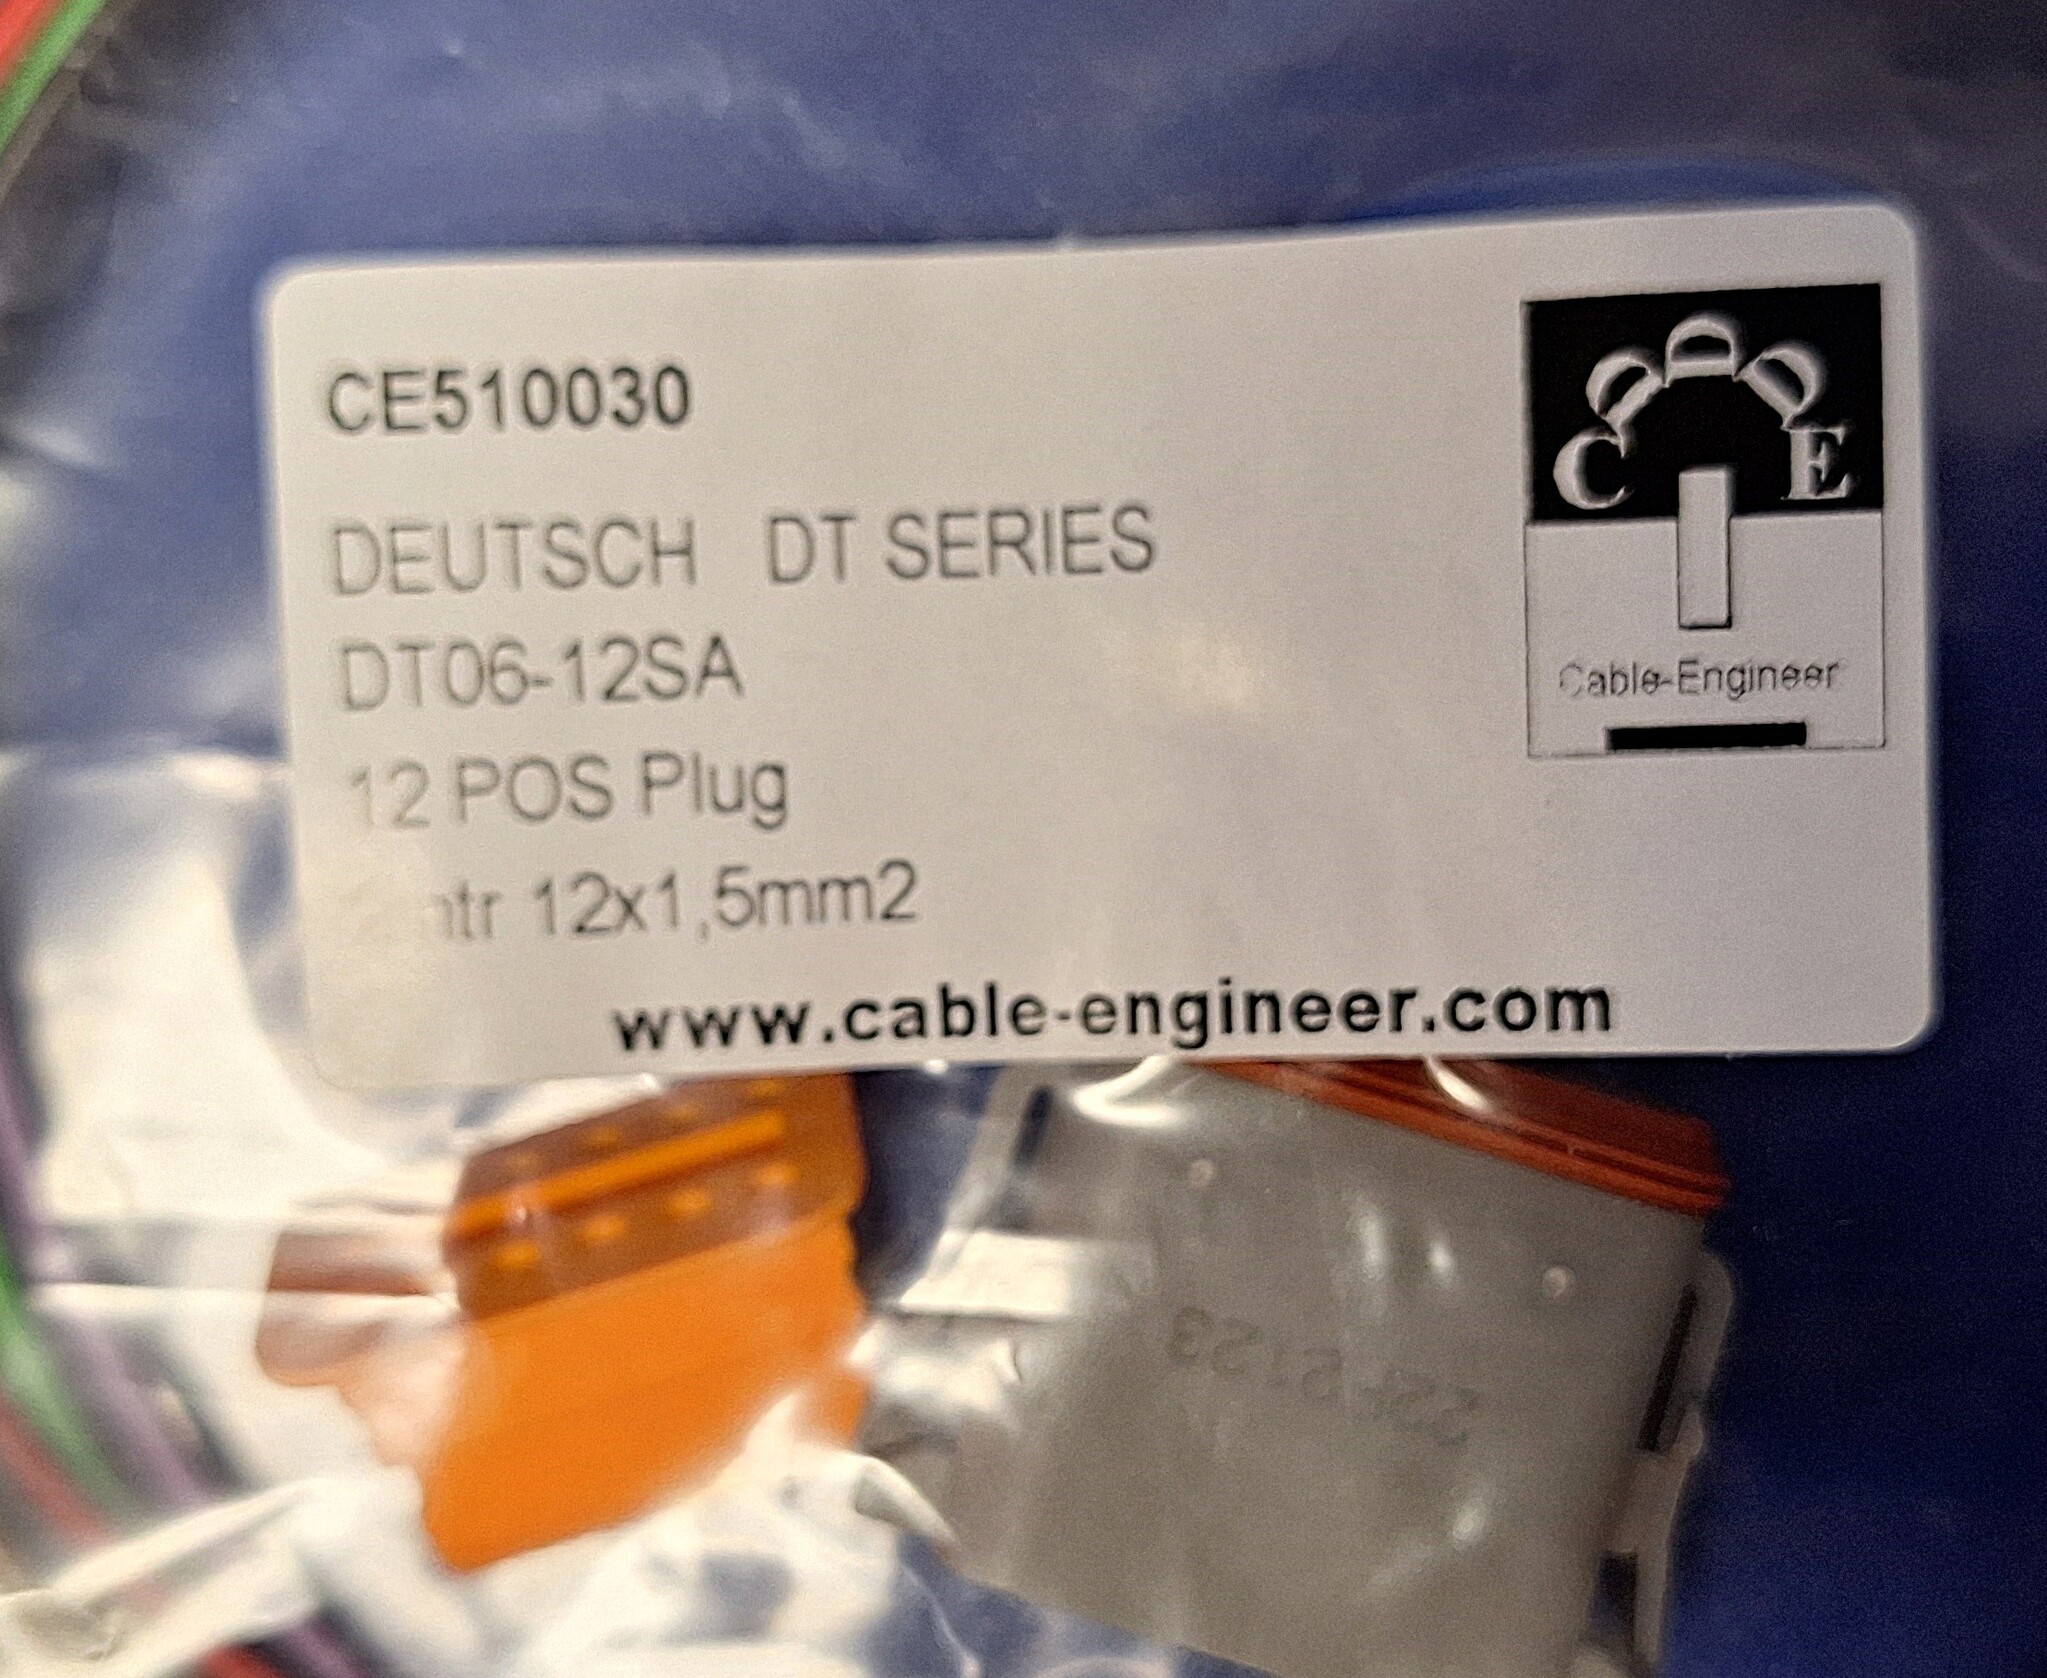 CE510030
DEUTSCH DT SERIES
DT06-12SA
12 POS Plug
12x1,5mm2
www.cable-engineer.com
C E
Cable-Engineer